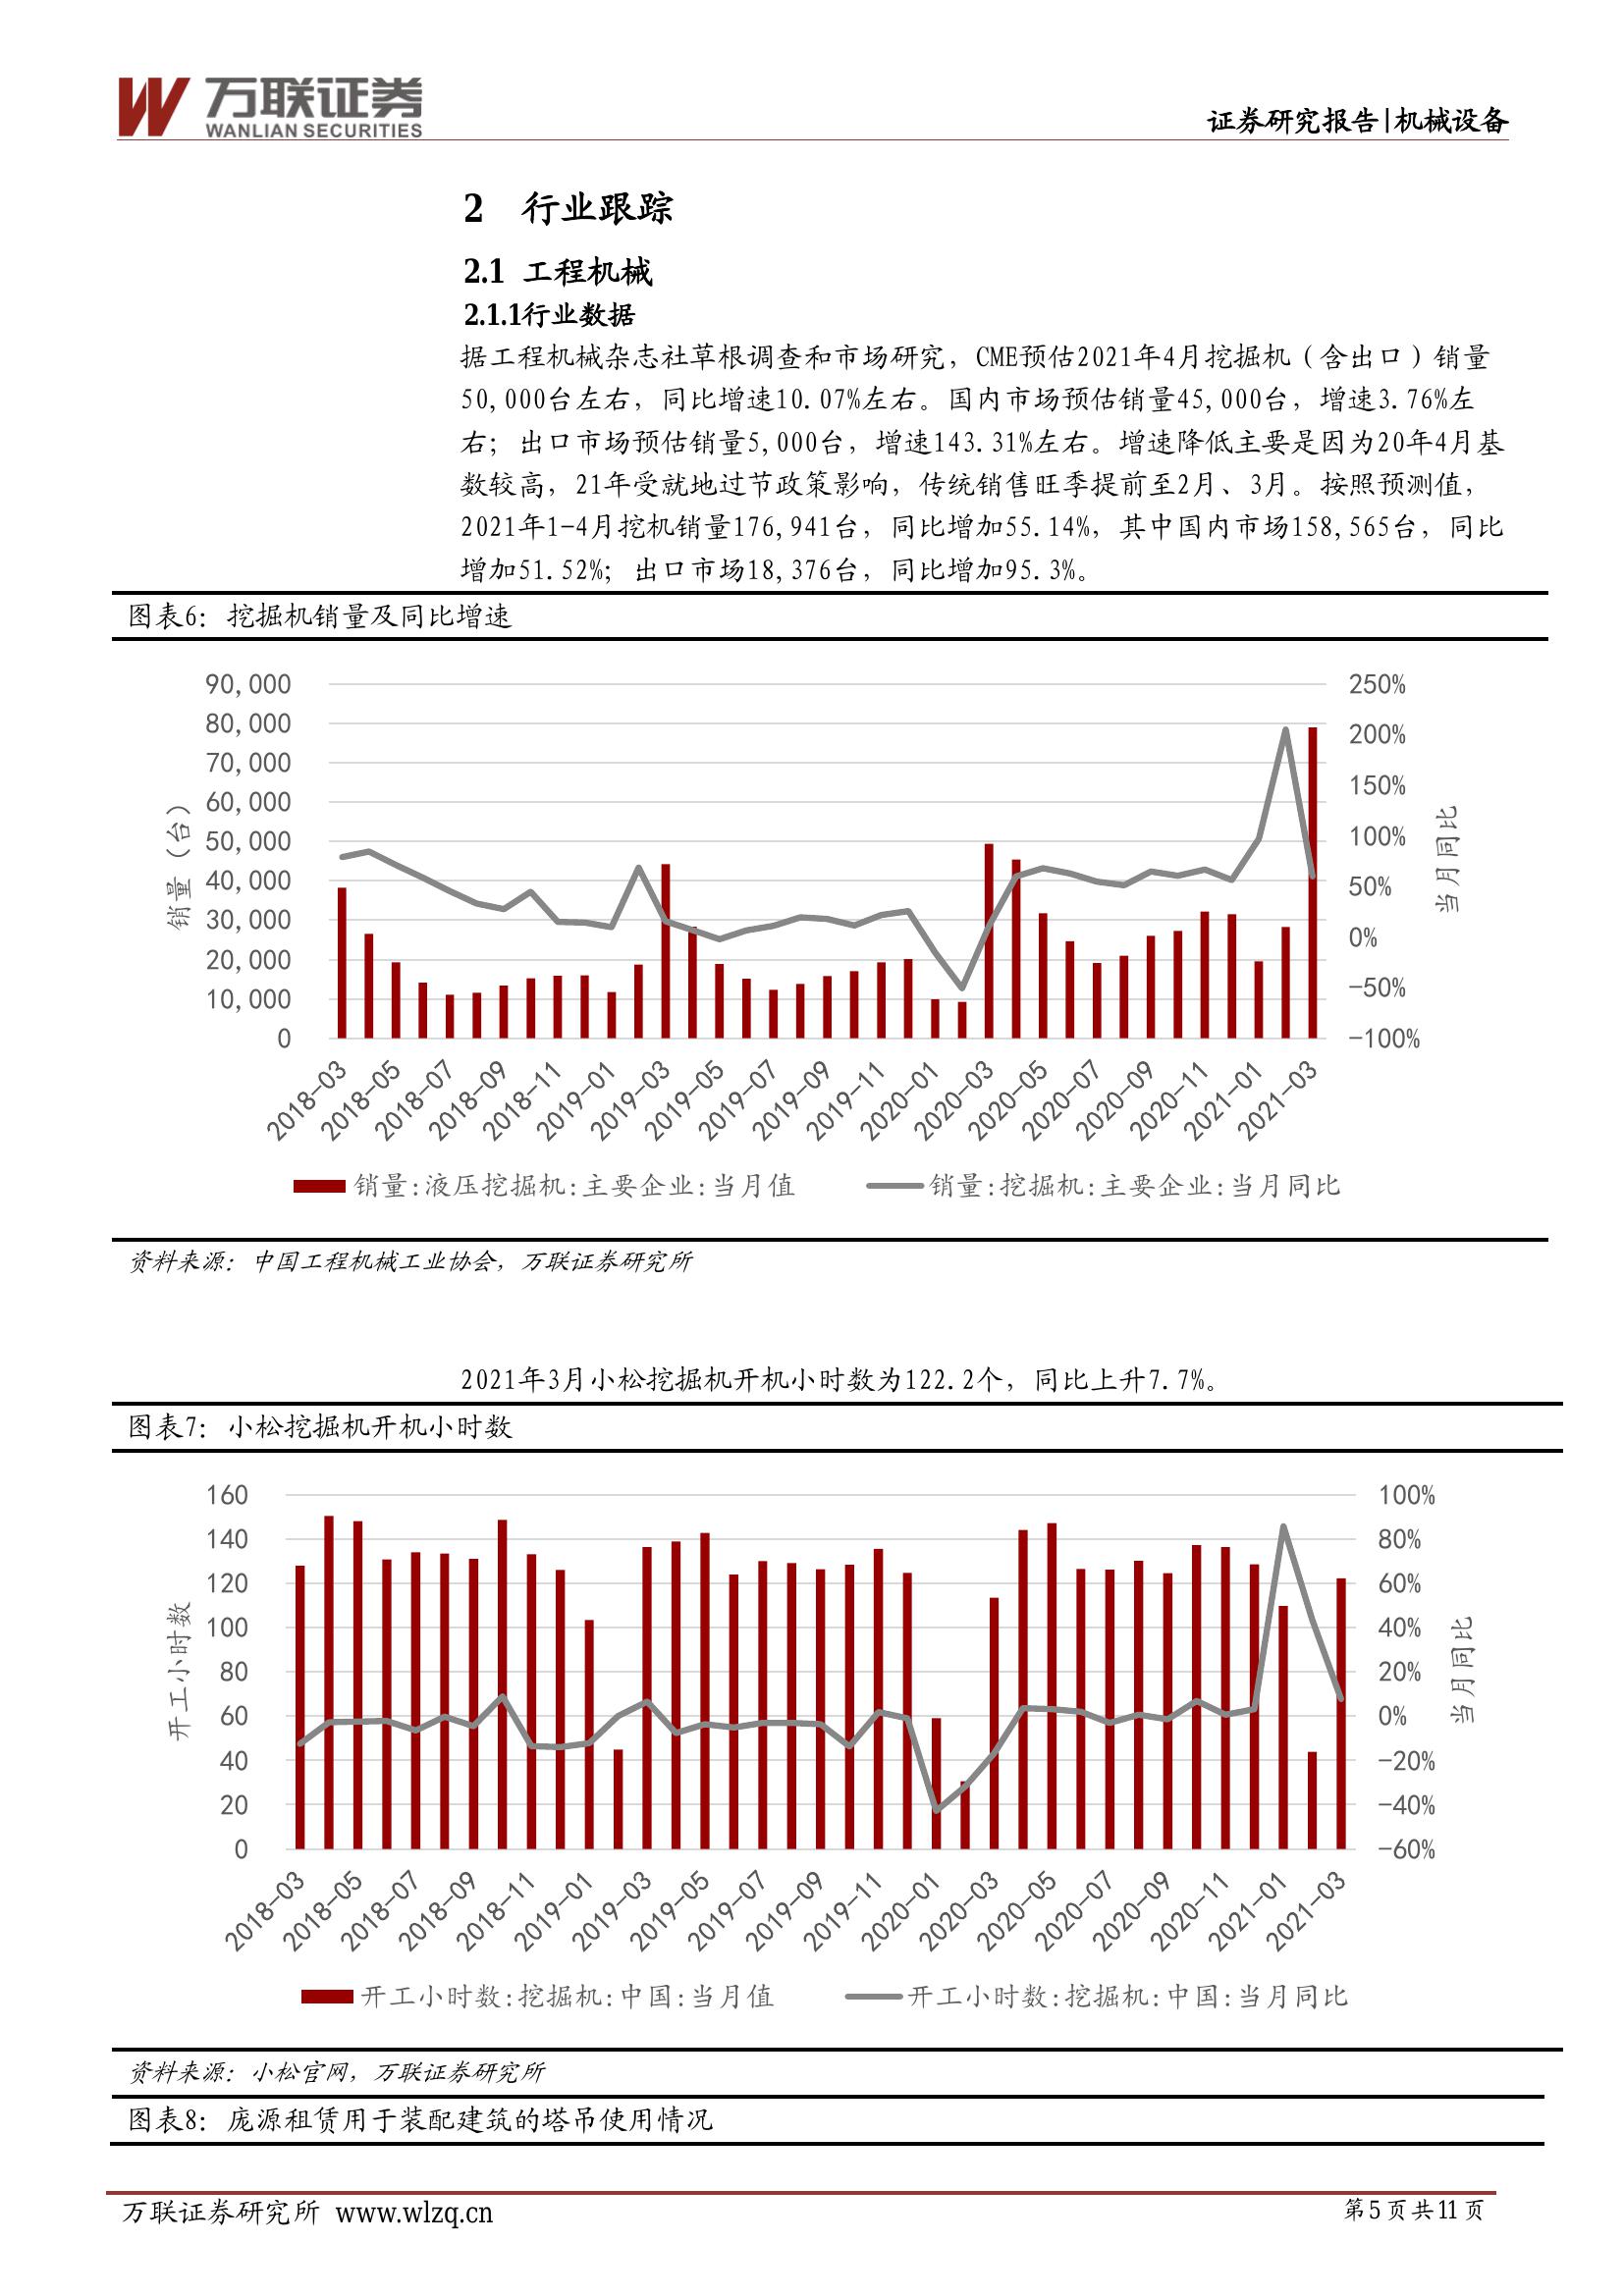 万联证券
WANLIAN SECURITIES
证券研究报告|机械设备
2 行业跟踪
2.1 工程机械
2.1.1行业数据
据工程机械杂志社草根调查和市场研究，CME预估2021年4月挖掘机（含出口）销量
50,000台左右，同比增速10.07%左右。国内市场预估销量45,000台，增速3.76%左
右；出口市场预估销量5,000台，增速143.31%左右。增速降低主要是因为20年4月基
数较高，21年受就地过节政策影响，传统销售旺季提前至2月、3月。按照预测值，
2021年1-4月挖机销量176,941台，同比增加55.14%，其中国内市场158,565台，同比
增加51.52%；出口市场18,376台，同比增加95.3%。
图表6：挖掘机销量及同比增速
90,000
80,000
70,000
60,000
50,000
40,000
30,000
20,000
10,000
0
销量（台）
250%
200%
150%
100%
50%
0%
-50%
-100%
当月同比
2018-03
2018-05
2018-07
2018-09
2018-11
2019-01
2019-03
2019-05
2019-07
2019-09
2019-11
2020-01
2020-03
2020-05
2020-07
2020-09
2020-11
2021-01
2021-03
销量:液压挖掘机:主要企业:当月值
销量:挖掘机:主要企业:当月同比
资料来源：中国工程机械工业协会，万联证券研究所
2021年3月小松挖掘机开机小时数为122.2个，同比上升7.7%。
图表7：小松挖掘机开机小时数
160
140
120
100
80
60
40
20
0
开工小时数
100%
80%
60%
40%
20%
0%
-20%
-40%
-60%
当月同比
2018-03
2018-05
2018-07
2018-09
2018-11
2019-01
2019-03
2019-05
2019-07
2019-09
2019-11
2020-01
2020-03
2020-05
2020-07
2020-09
2020-11
2021-01
2021-03
开工小时数:挖掘机:中国:当月值
开工小时数:挖掘机:中国:当月同比
资料来源：小松官网，万联证券研究所
图表8：庞源租赁用于装配建筑的塔吊使用情况
万联证券研究所 www.wlzq.cn
第 5 页 共 11 页